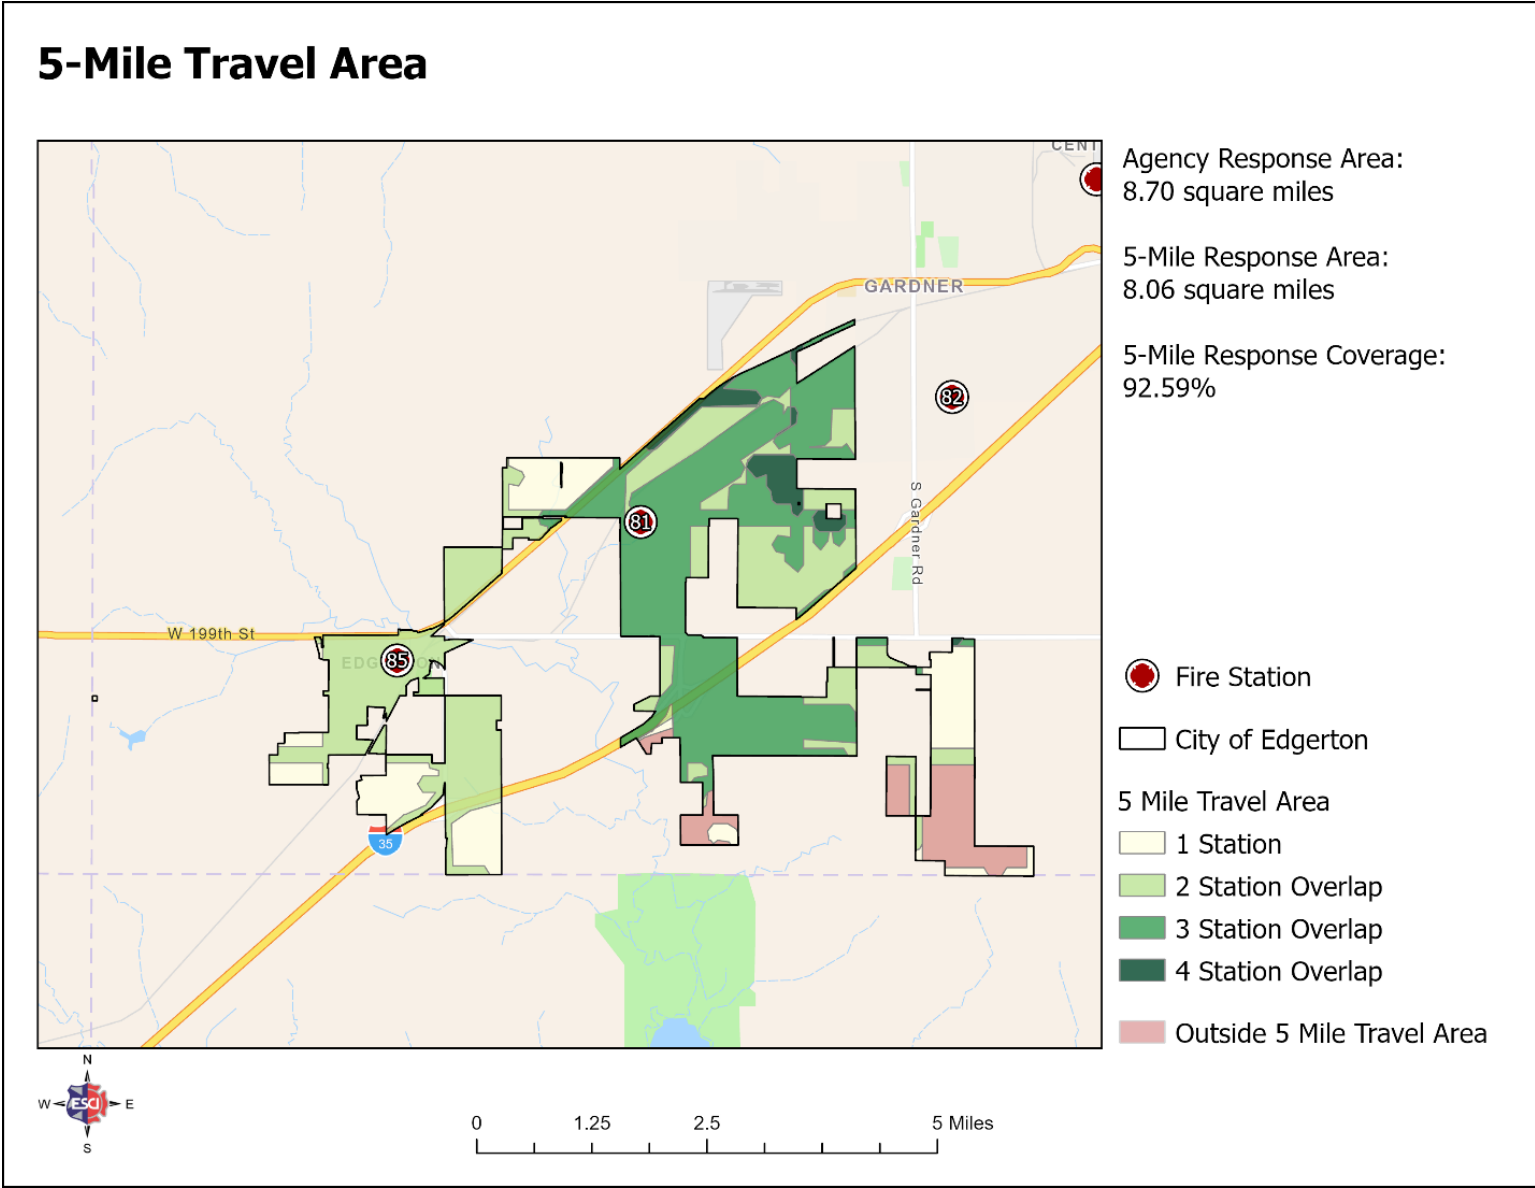 5-Mile Travel Area
CENT
Agency Response Area:
8.70 square miles
5-Mile Response Area:
8.06 square miles
5-Mile Response Coverage:
92.59%
GARDNER
82
S Gardner Rd
81
W 199th St
85
35
Fire Station
City of Edgerton
5 Mile Travel Area
1 Station
2 Station Overlap
3 Station Overlap
4 Station Overlap
Outside 5 Mile Travel Area
N
W
ESCI
E
S
0 1.25 2.5 5 Miles